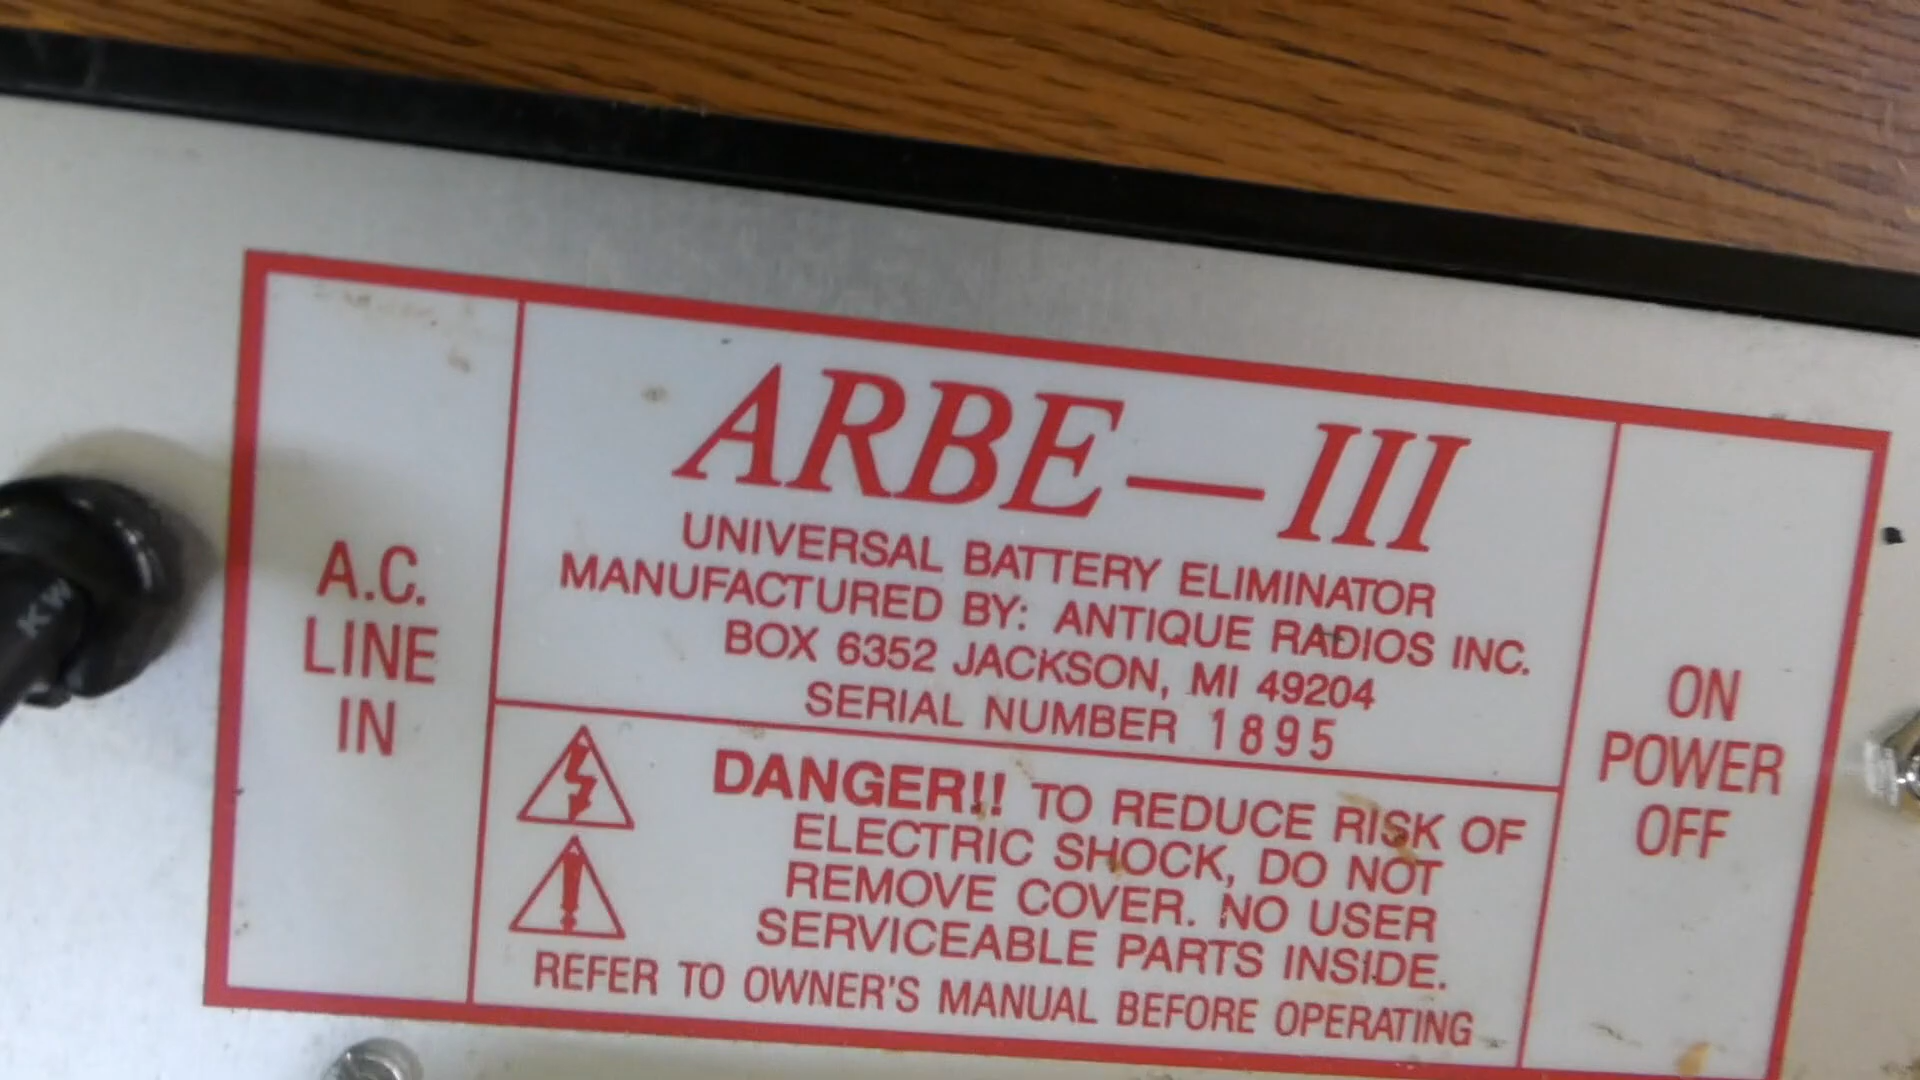 ARBE—III
UNIVERSAL BATTERY ELIMINATOR
MANUFACTURED BY: ANTIQUE RADIOS INC.
BOX 6352 JACKSON, MI 49204
SERIAL NUMBER 1895
A.C.
LINE
IN
DANGER!! TO REDUCE RISK OF
ELECTRIC SHOCK, DO NOT
REMOVE COVER. NO USER
SERVICEABLE PARTS INSIDE.
REFER TO OWNER'S MANUAL BEFORE OPERATING
ON
POWER
OFF
KW